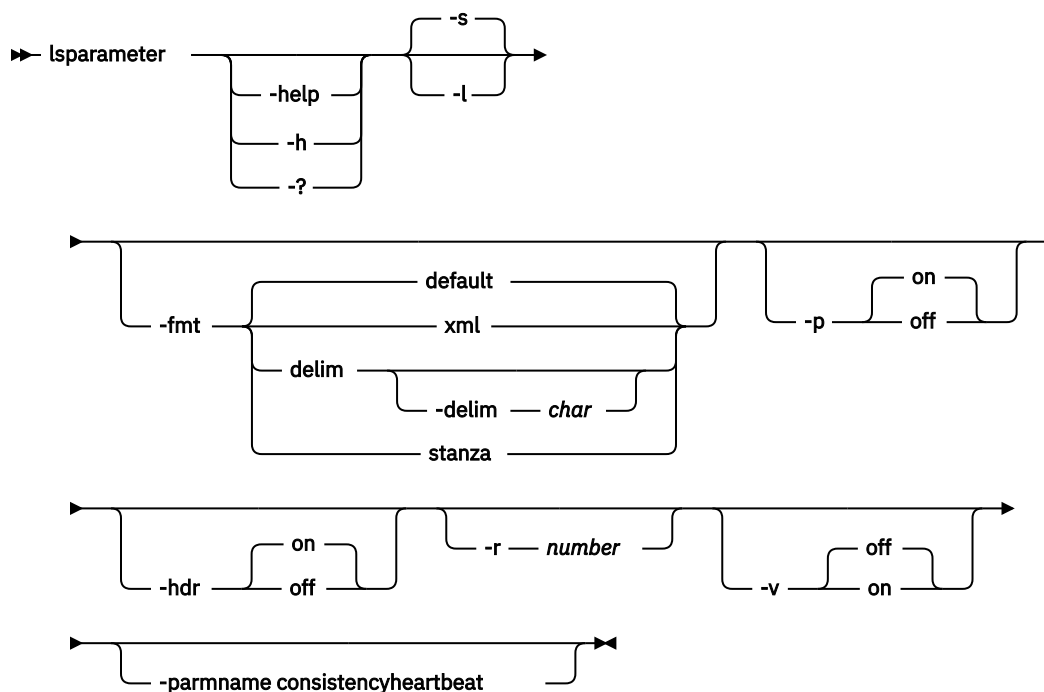 -s
lsparameter
-help
-l
-h
-?
default
on
-fmt
xml
-p
off
delim
-delim char
stanza
on
-r number
off
-hdr
off
-v
on
-parmname consistencyheartbeat